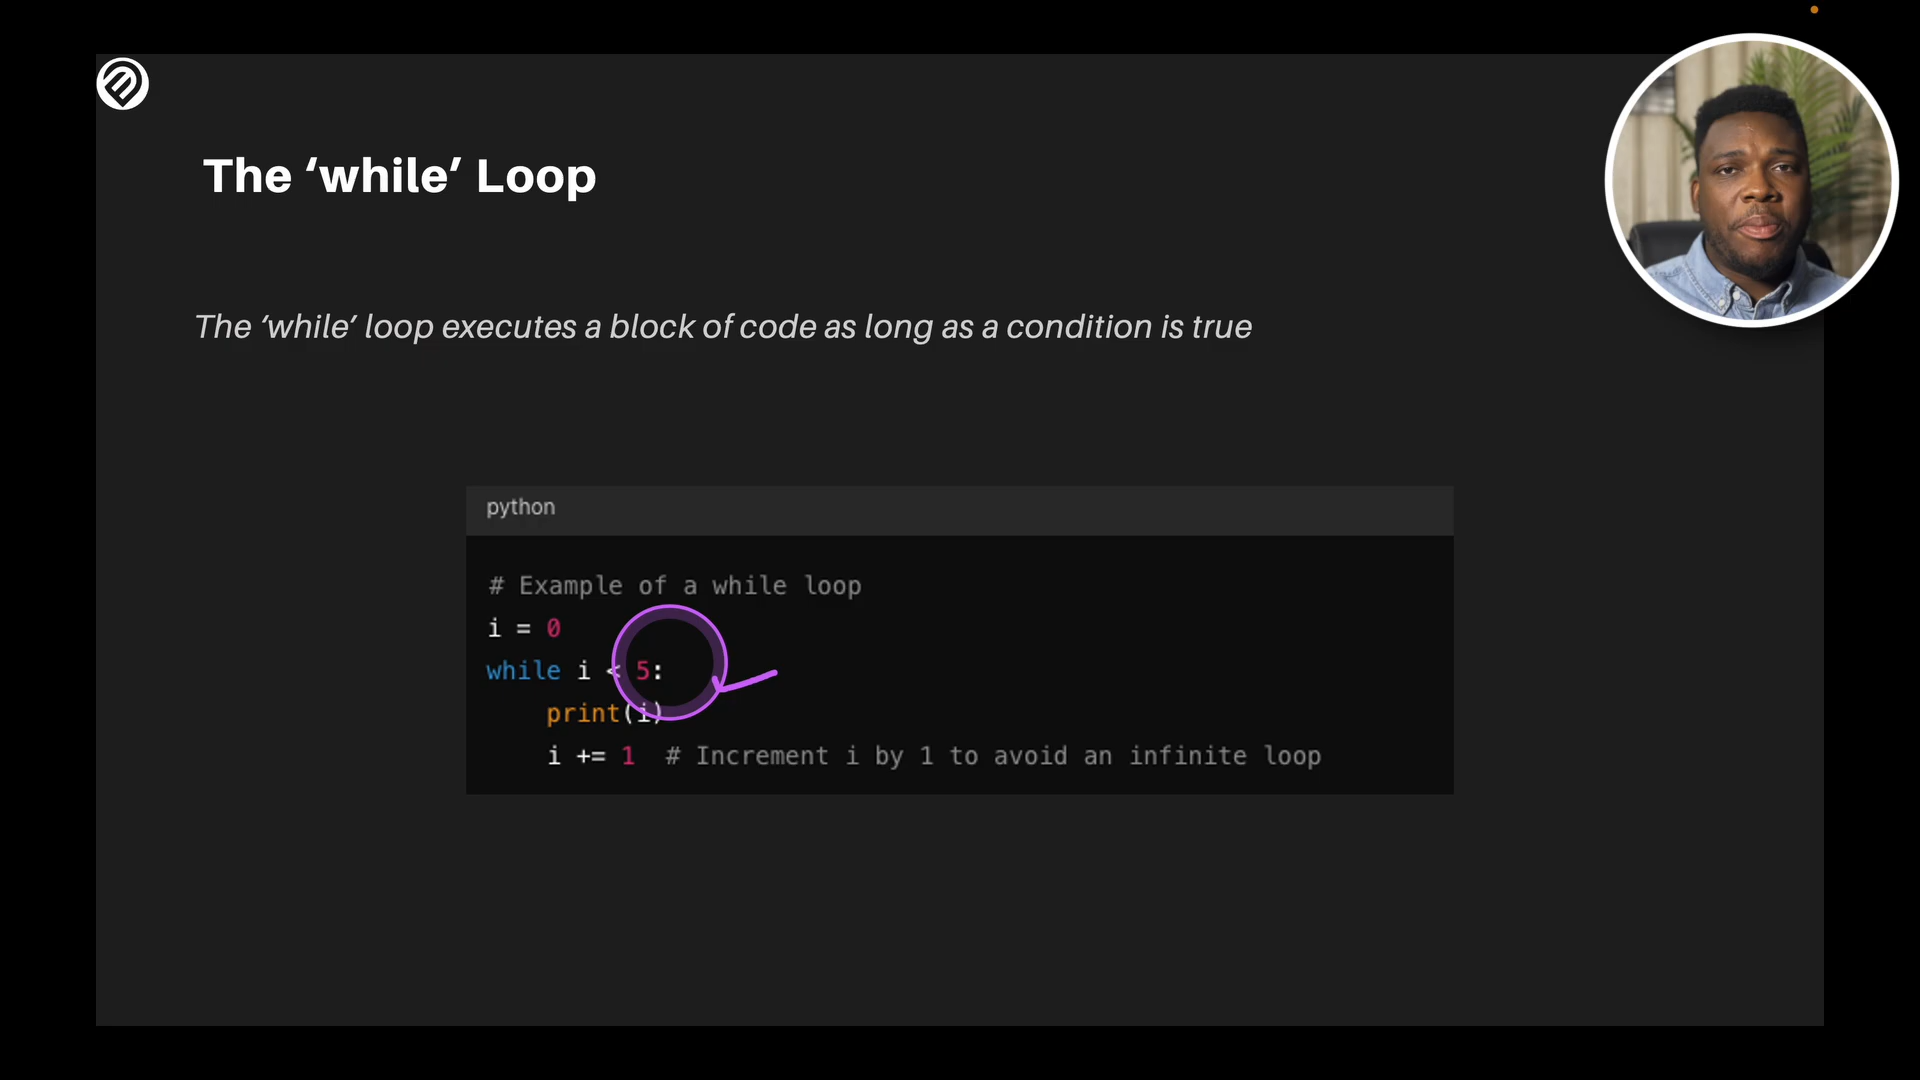 The ‘while’ Loop
The ‘while’ loop executes a block of code as long as a condition is true
python
# Example of a while loop
i = 0
while i < 5:
    print(i)
    i += 1  # Increment i by 1 to avoid an infinite loop